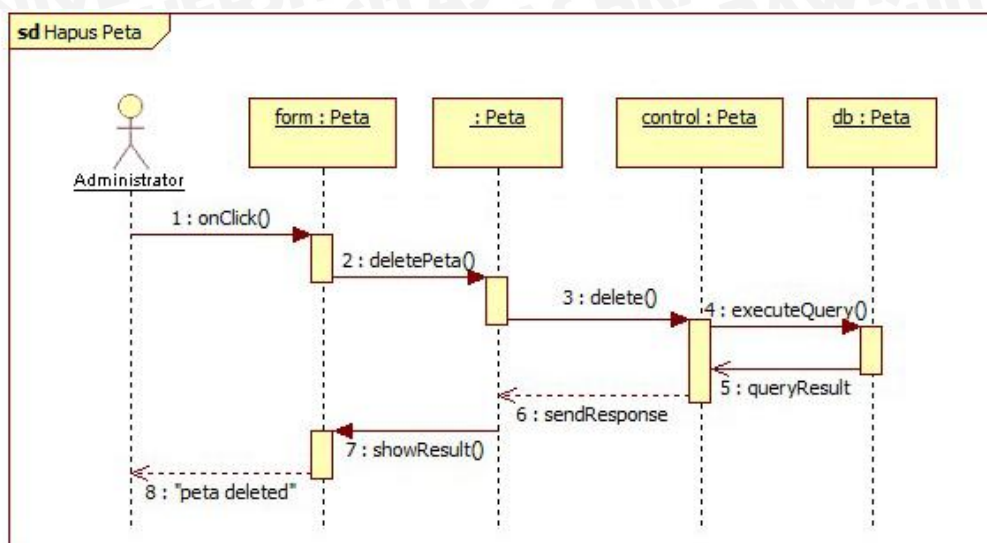 sd Hapus Peta
form : Peta
: Peta
control : Peta
db : Peta
Administrator
1 : onClick()
2 : deletePeta()
3 : delete()
4 : executeQuery()
5 : queryResult
6 : sendResponse
7 : showResult()
8 : "peta deleted"